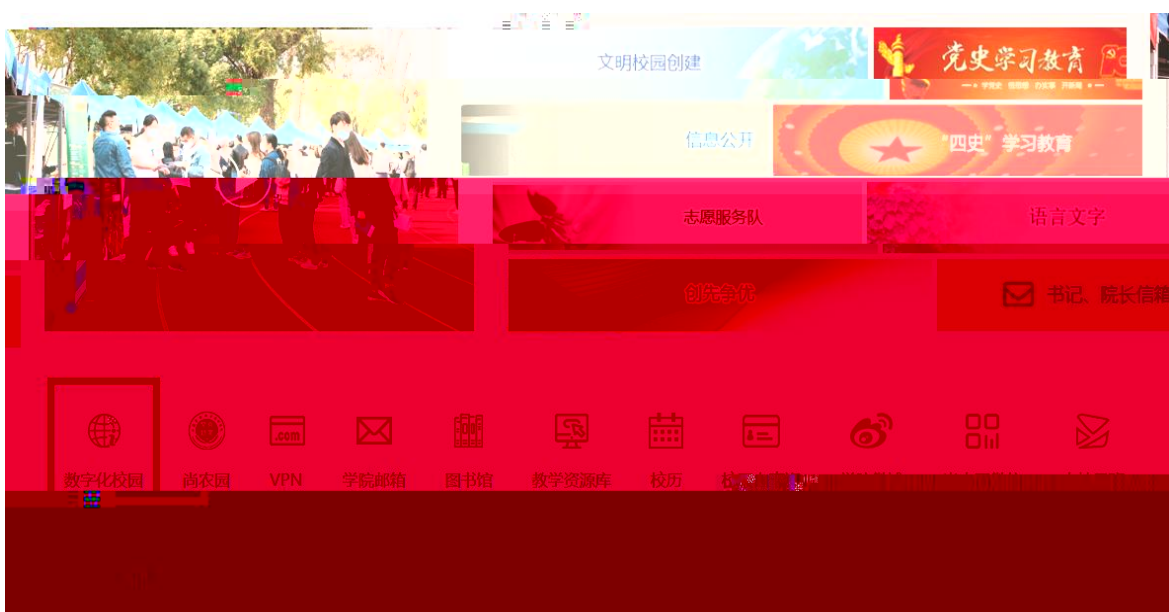 文明校园创建
党史学习教育
学党史 悟思想 办实事 开新局
信息公开
“四史”学习教育
志愿服务队
语言文字
创先争优
书记、院长信箱
.com
数字化校园
尚农园
VPN
学院邮箱
图书馆
教学资源库
校历